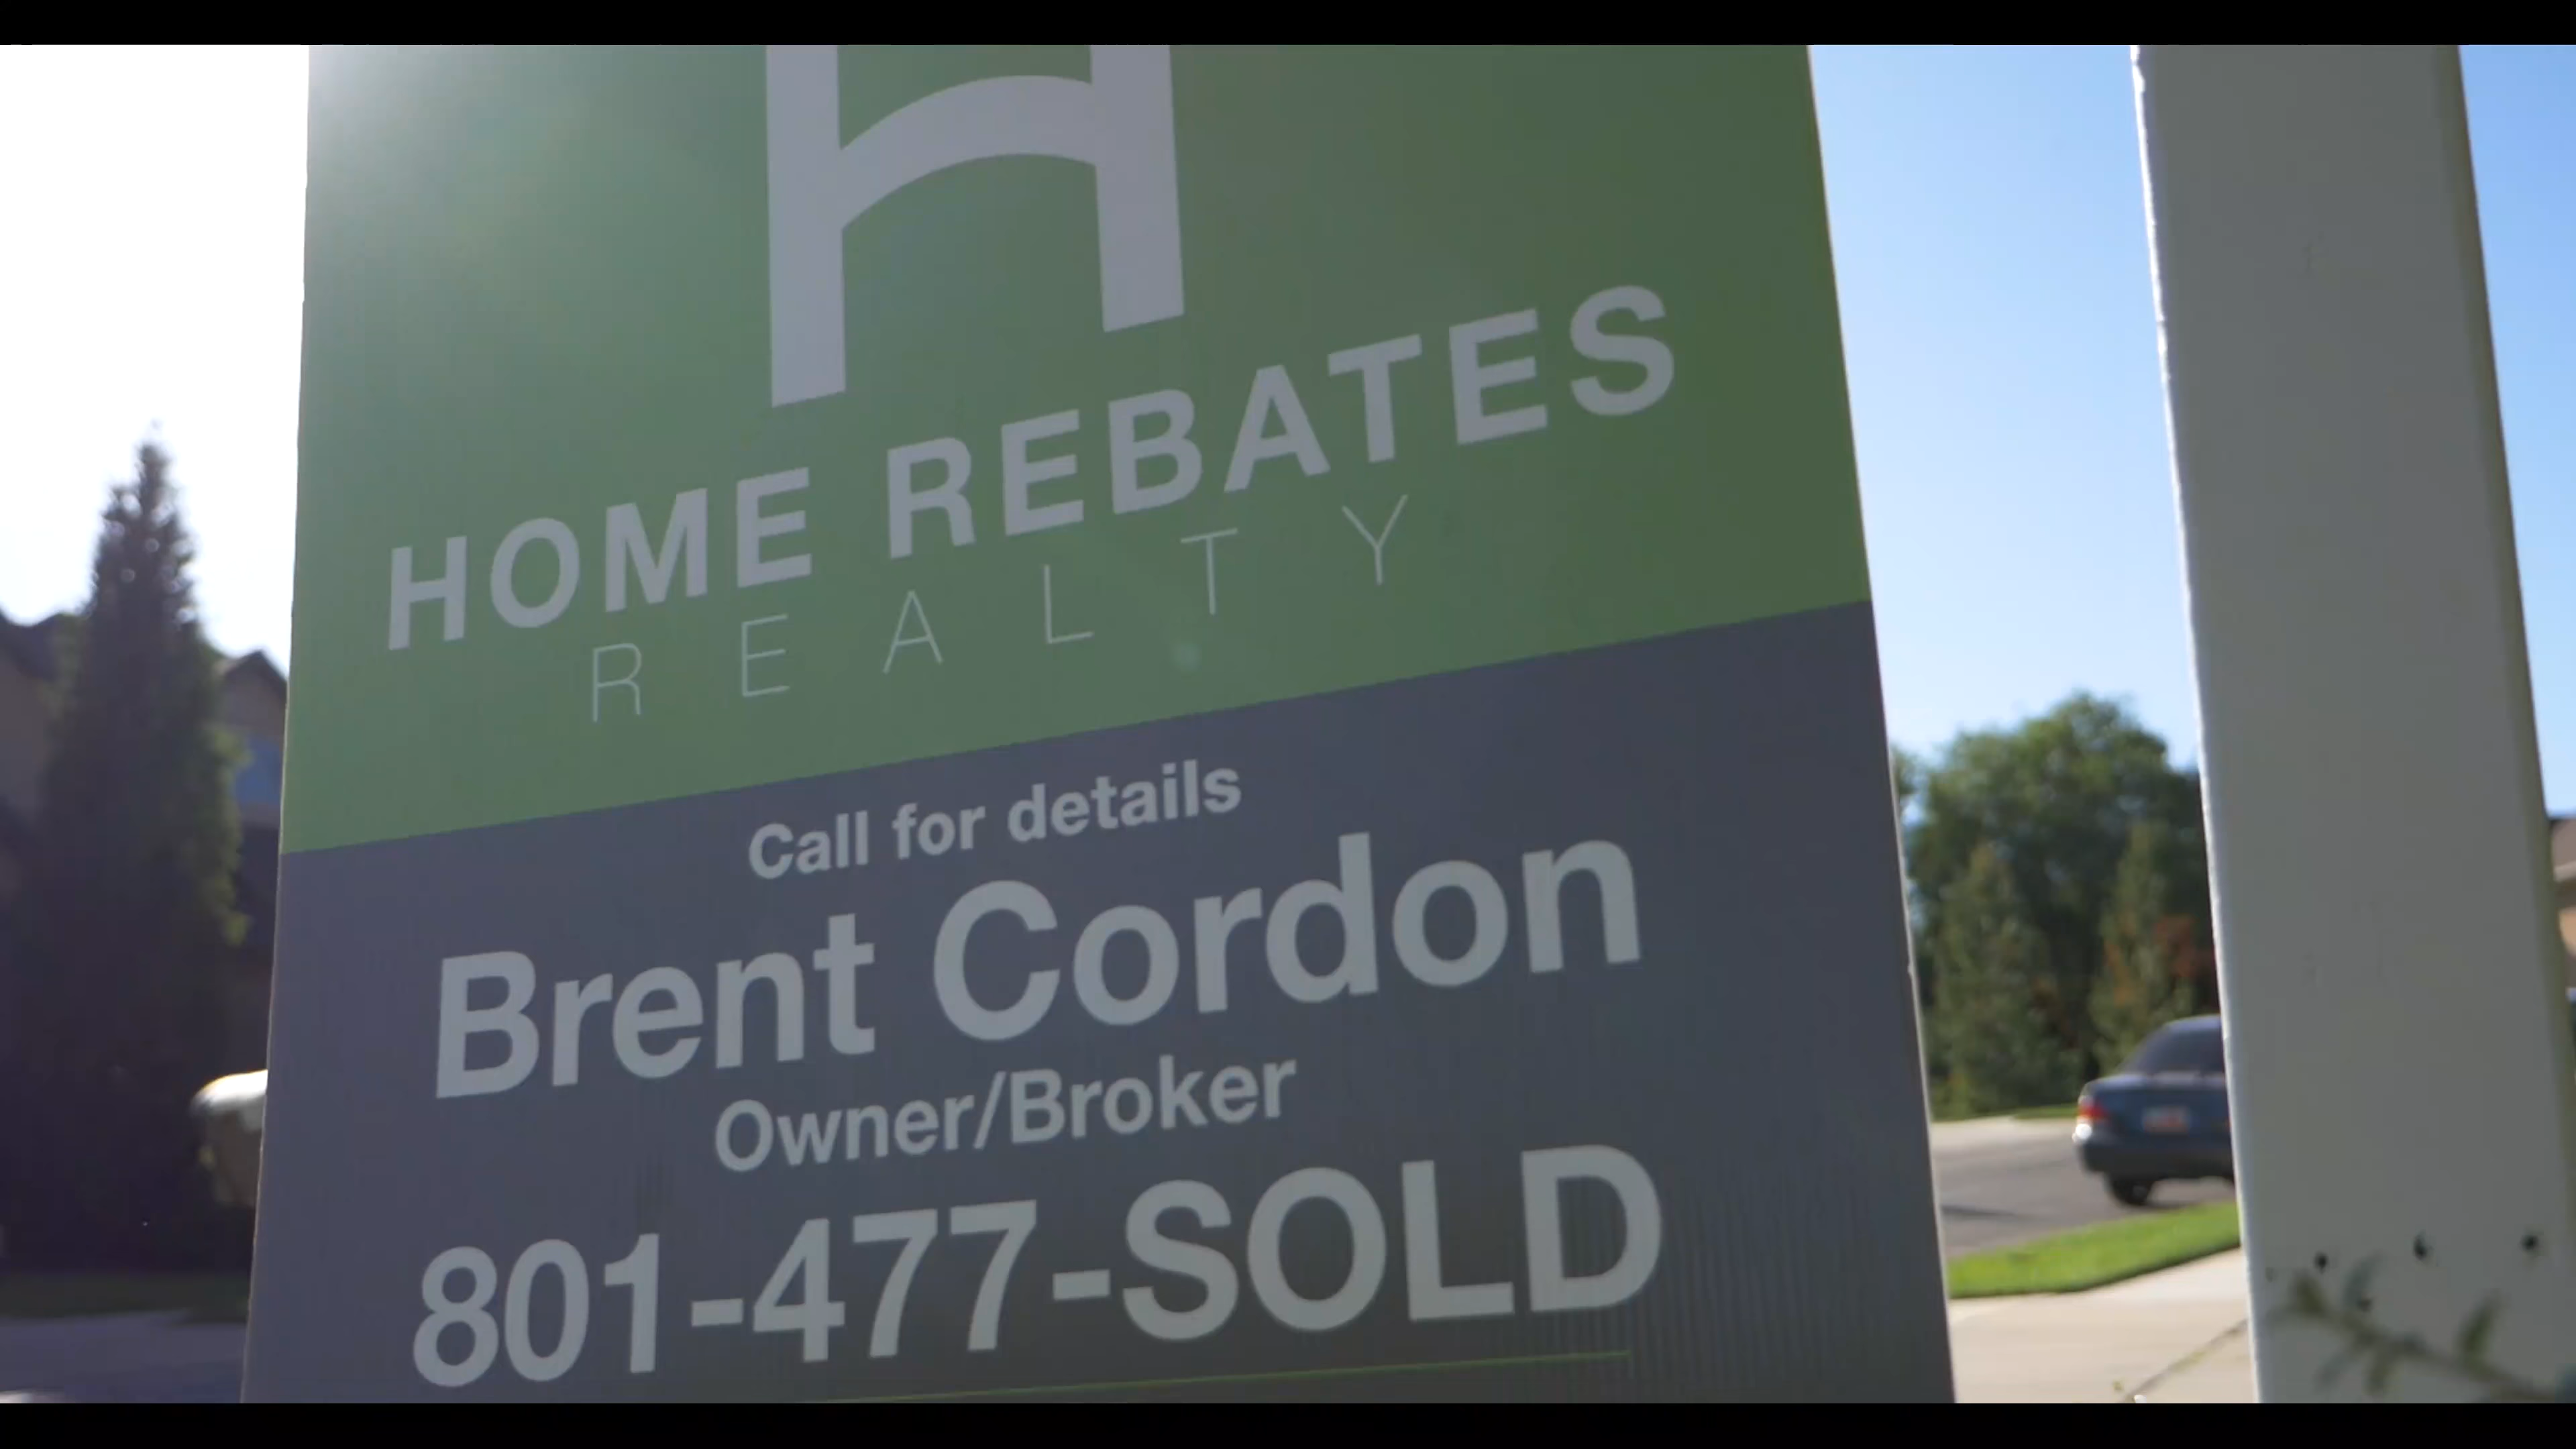 H
HOME REBATES
REALTY
Call for details
Brent Cordon
Owner/Broker
801-477-SOLD